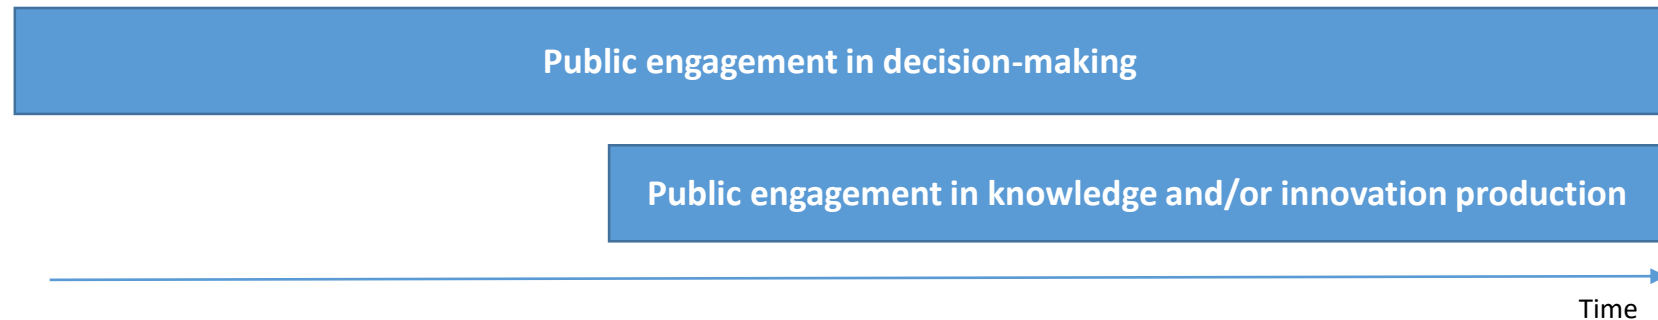 Public engagement in decision-making
Public engagement in knowledge and/or innovation production
Time